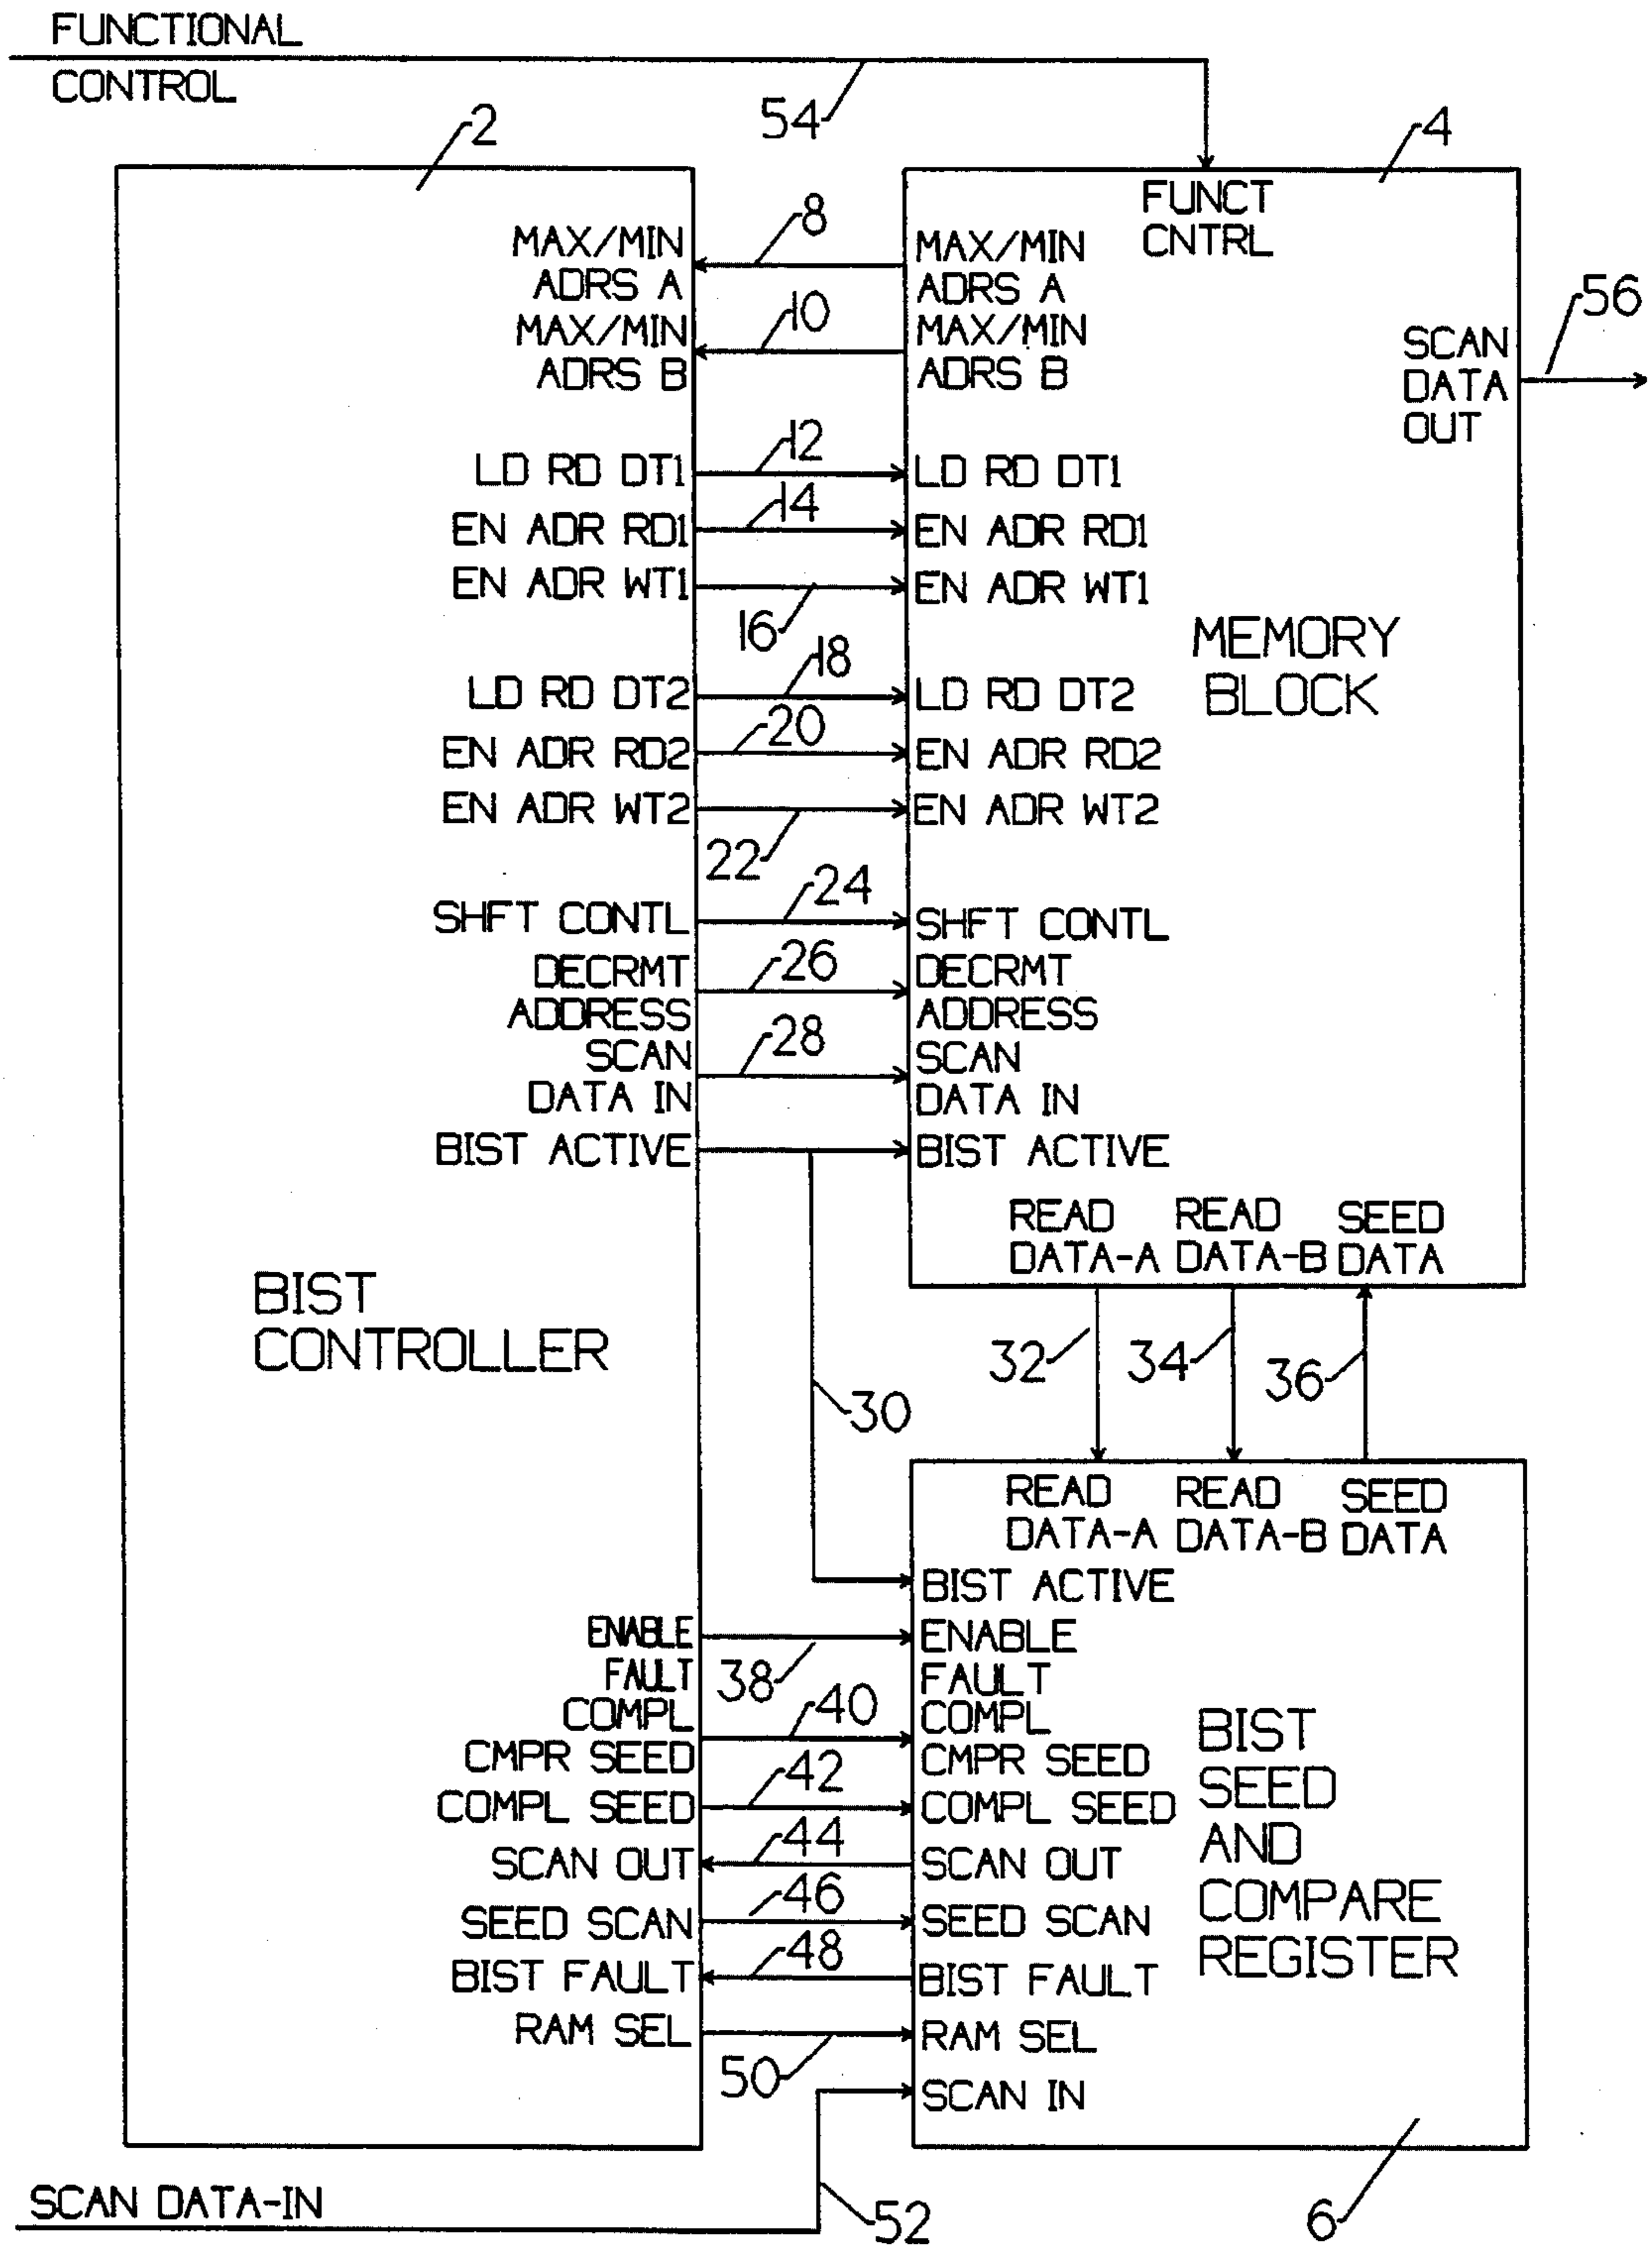 FUNCTIONAL
CONTROL
54
2
4
FUNCT
CNTRL
MAX/MIN
ADRS A
8
MAX/MIN
ADRS A
MAX/MIN
ADRS B
10
MAX/MIN
ADRS B
SCAN
DATA
OUT
56
LD RD DT1
12
LD RD DT1
EN ADR RD1
14
EN ADR RD1
EN ADR WT1
16
EN ADR WT1
MEMORY
BLOCK
LD RD DT2
18
LD RD DT2
EN ADR RD2
20
EN ADR RD2
EN ADR WT2
22
EN ADR WT2
SHFT CONTL
24
SHFT CONTL
DECRMT
ADDRESS
26
DECRMT
ADDRESS
SCAN
DATA IN
28
SCAN
DATA IN
BIST ACTIVE
BIST ACTIVE
READ
DATA-A
READ
DATA-B
SEED
DATA
BIST
CONTROLLER
32
34
36
30
READ
DATA-A
READ
DATA-B
SEED
DATA
BIST ACTIVE
ENABLE
FAULT
38
ENABLE
FAULT
COMPL
CMPR SEED
40
COMPL
CMPR SEED
COMPL SEED
42
COMPL SEED
SCAN OUT
44
SCAN OUT
SEED SCAN
46
SEED SCAN
BIST FAULT
48
BIST FAULT
RAM SEL
50
RAM SEL
SCAN IN
BIST
SEED
AND
COMPARE
REGISTER
SCAN DATA-IN
52
6